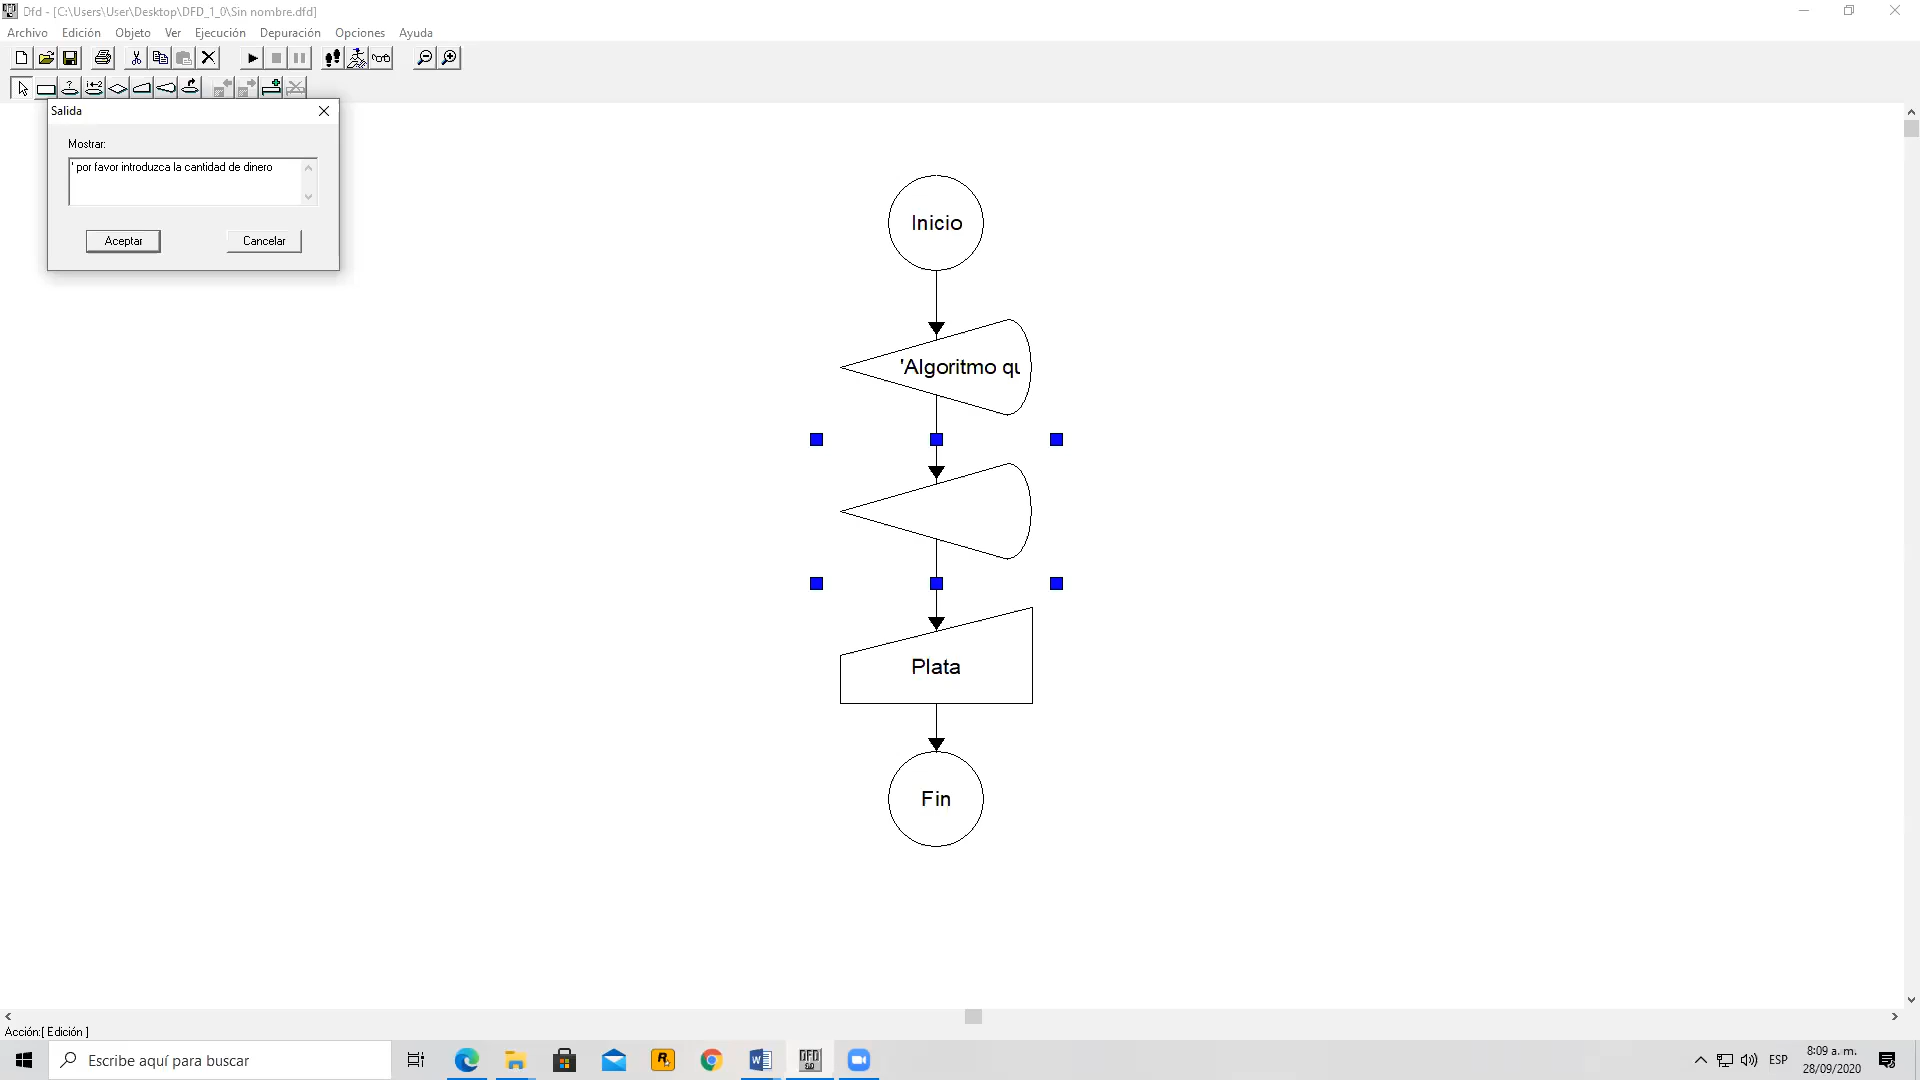 Dfd - [C:\Users\User\Desktop\DFD_1_0\Sin nombre.dfd]
Archivo Edición Objeto Ver Ejecución Depuración Opciones Ayuda
Salida
Mostrar:
' por favor introduzca la cantidad de dinero
Aceptar Cancelar
Inicio
'Algoritmo qu
Plata
Fin
Acción:[ Edición ]
Escribe aquí para buscar
ESP
8:09 a. m.
28/09/2020